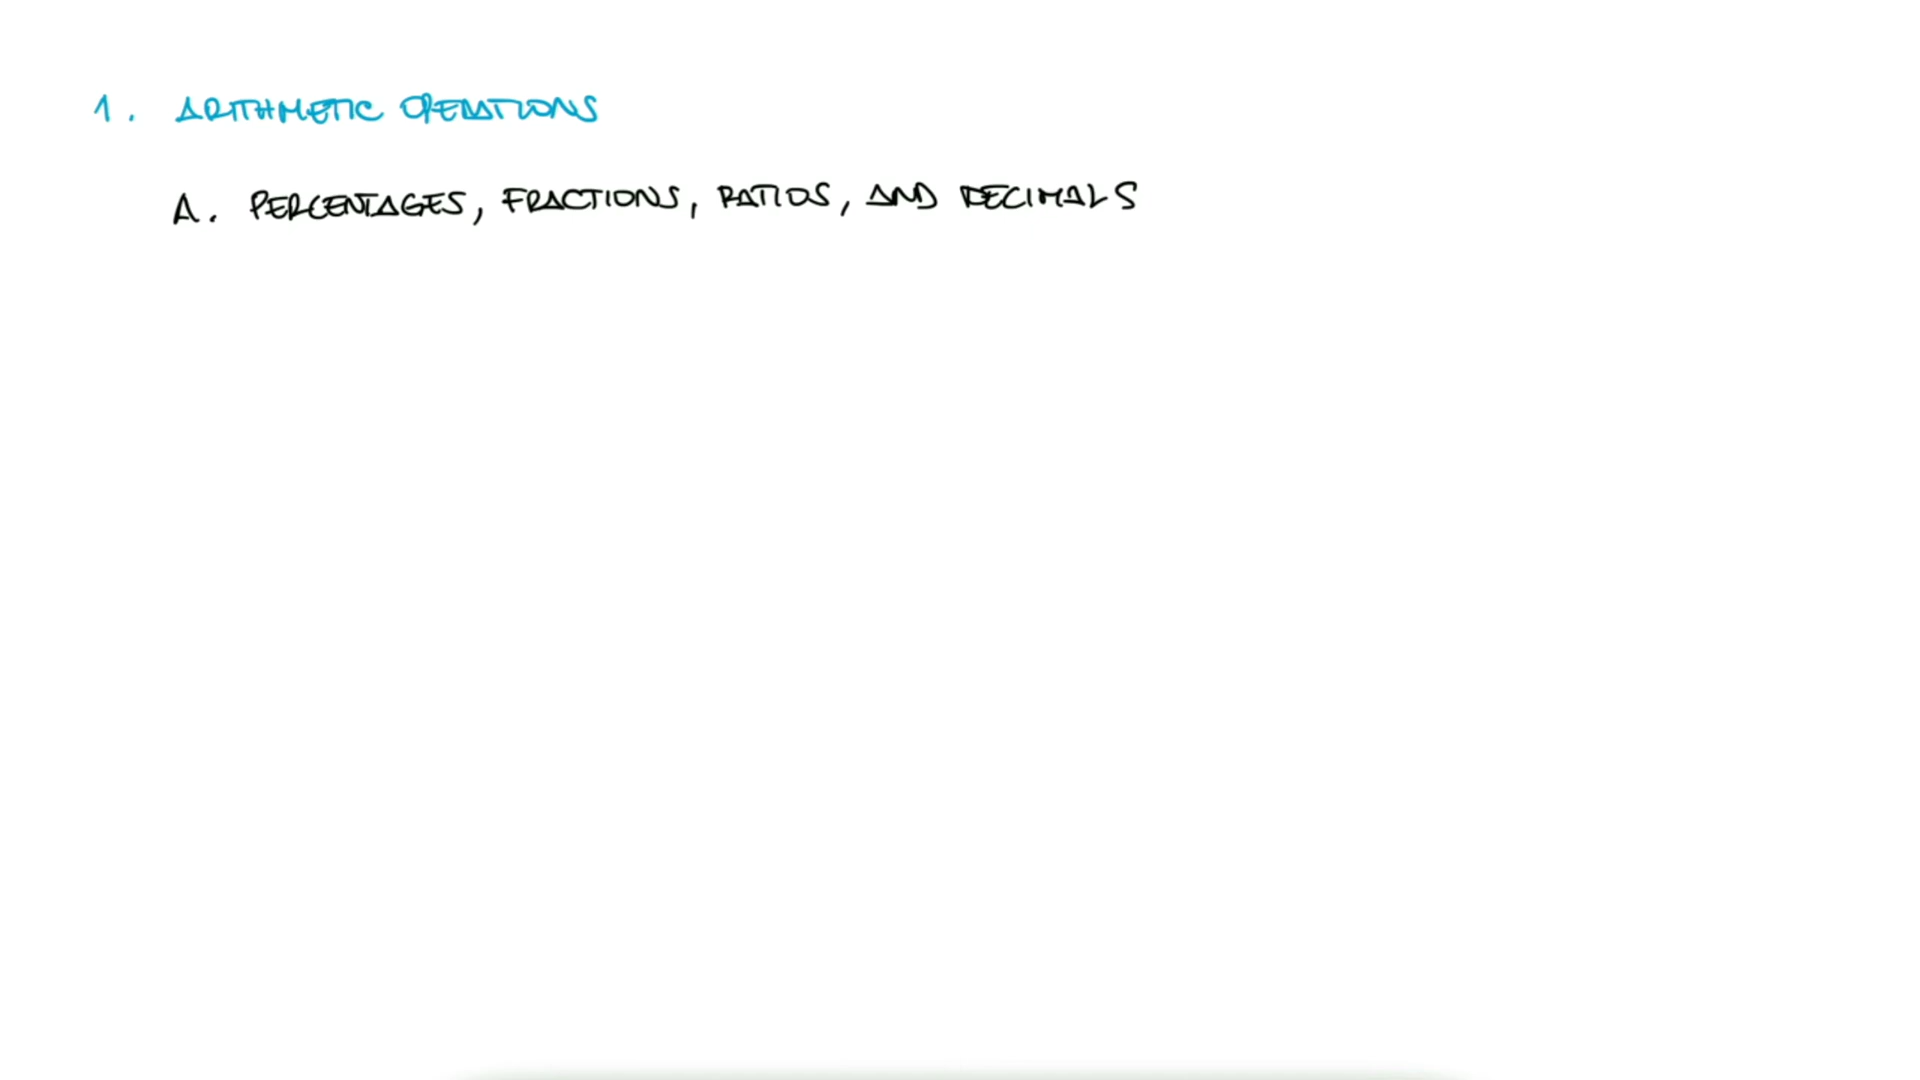 1. ARITHMETIC OPERATIONS
A. PERCENTAGES, FRACTIONS, RATIOS, AND DECIMALS